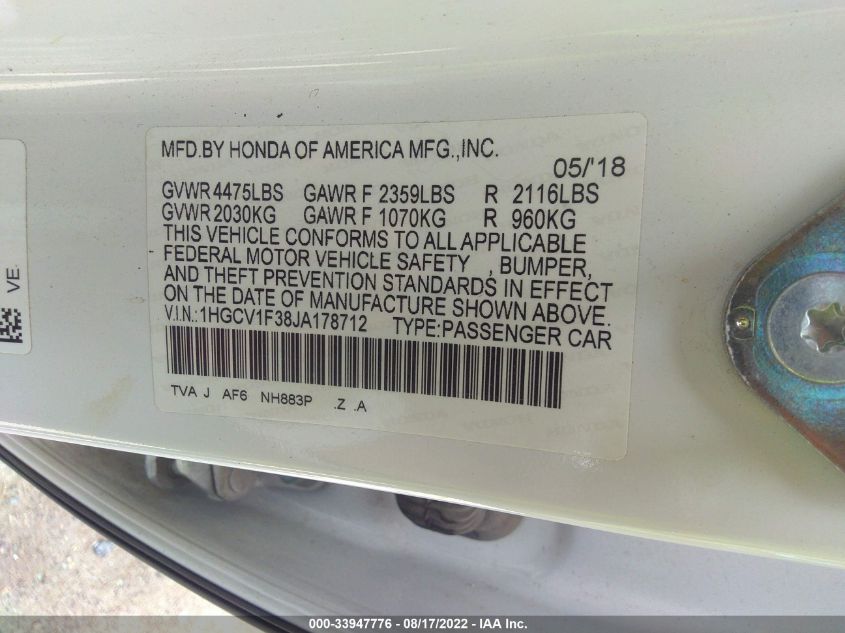 MFD.BY HONDA OF AMERICA MFG.,INC.
05/'18
GVWR 4475LBS GAWR F 2359LBS R 2116LBS
GVWR 2030KG GAWR F 1070KG R 960KG
THIS VEHICLE CONFORMS TO ALL APPLICABLE
FEDERAL MOTOR VEHICLE SAFETY , BUMPER,
AND THEFT PREVENTION STANDARDS IN EFFECT
ON THE DATE OF MANUFACTURE SHOWN ABOVE.
V.I.N.:1HGCV1F38JA178712 TYPE:PASSENGER CAR
TVA J AF6 NH883P .Z .A
VE.
000-33947776 - 08/17/2022 - IAA Inc.